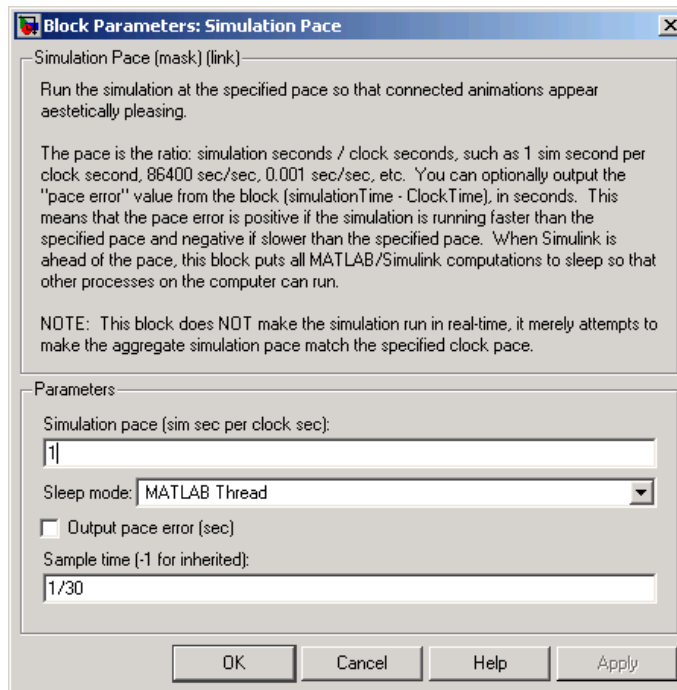 Block Parameters: Simulation Pace
Simulation Pace (mask) (link)
Run the simulation at the specified pace so that connected animations appear
aestetically pleasing.
The pace is the ratio: simulation seconds / clock seconds, such as 1 sim second per
clock second, 86400 sec/sec, 0.001 sec/sec, etc.  You can optionally output the
"pace error" value from the block (simulationTime - ClockTime), in seconds.  This
means that the pace error is positive if the simulation is running faster than the
specified pace and negative if slower than the specified pace.  When Simulink is
ahead of the pace, this block puts all MATLAB/Simulink computations to sleep so that
other processes on the computer can run.
NOTE:  This block does NOT make the simulation run in real-time, it merely attempts to
make the aggregate simulation pace match the specified clock pace.
Parameters
Simulation pace (sim sec per clock sec):
1
Sleep mode: MATLAB Thread
Output pace error (sec)
Sample time (-1 for inherited):
1/30
OK Cancel Help Apply